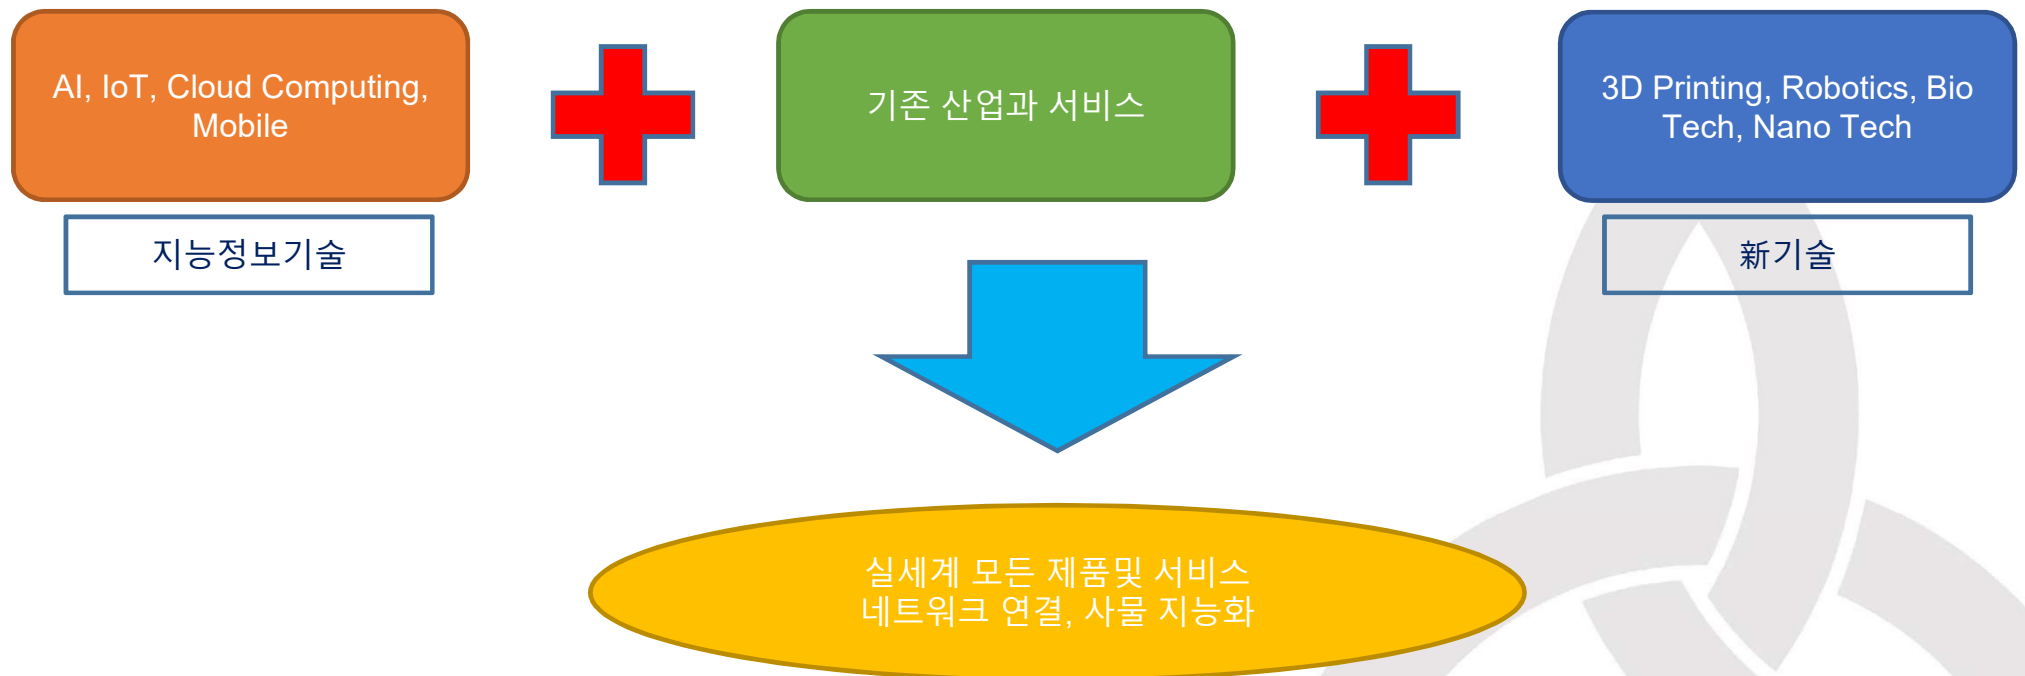 AI, IoT, Cloud Computing,
Mobile
기존 산업과 서비스
3D Printing, Robotics, Bio
Tech, Nano Tech
지능정보기술
新기술
실세계 모든 제품및 서비스
네트워크 연결, 사물 지능화